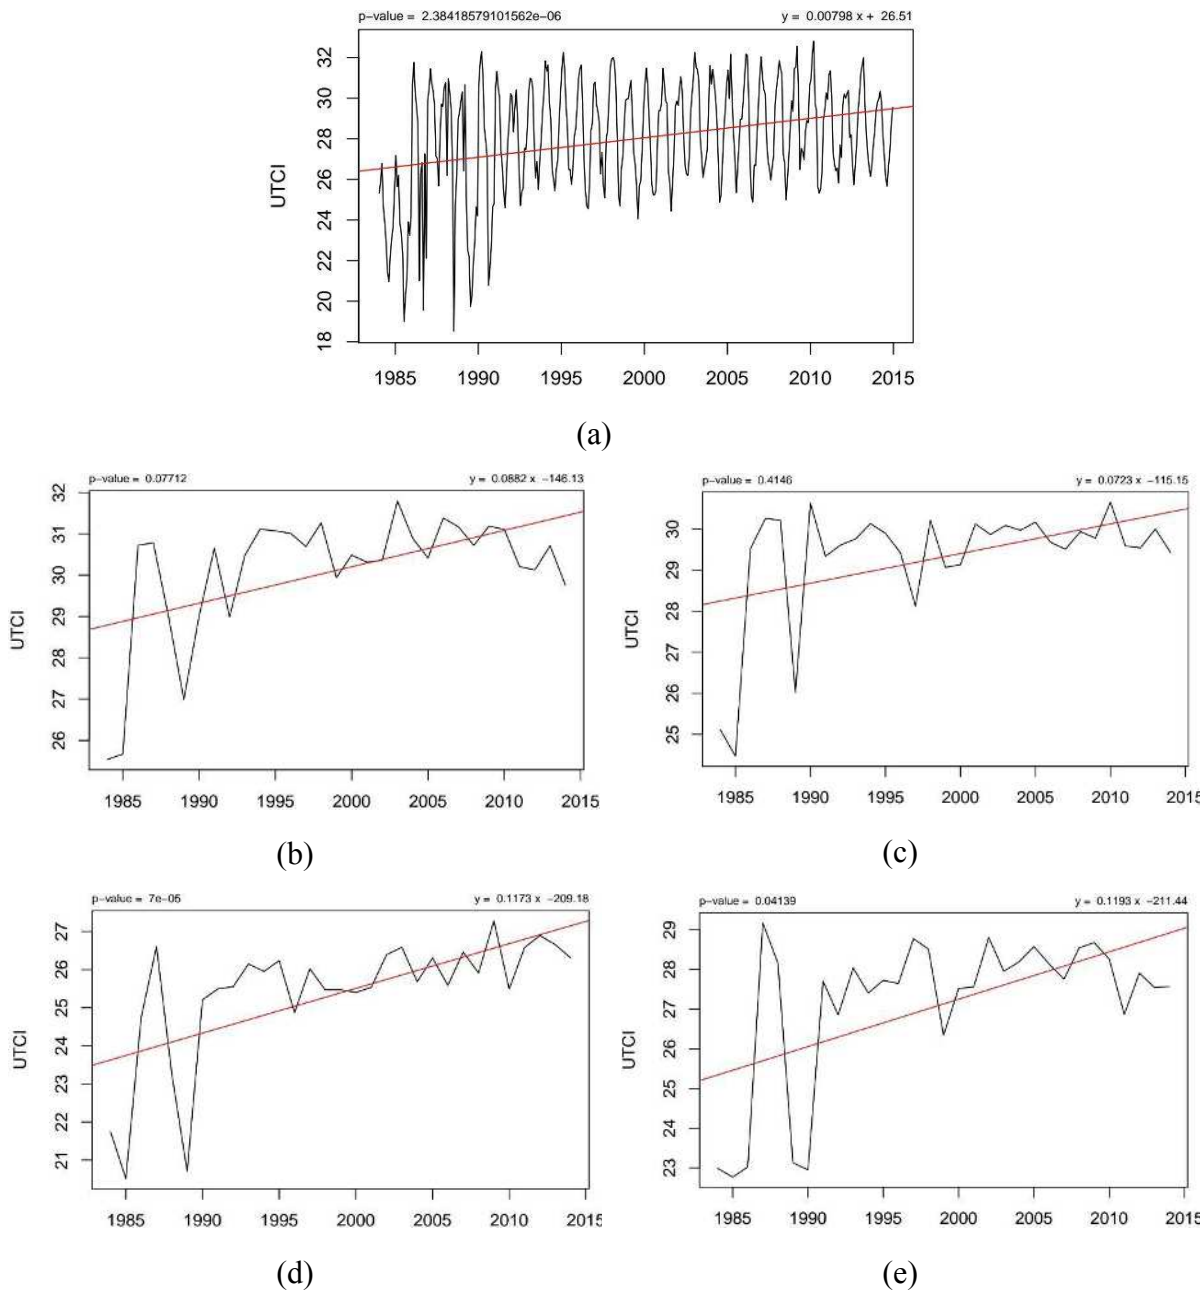 p-value = 2.38418579101562e-06 y = 0.00798 x + 26.51
UTCI
32
30
28
26
24
22
20
18
1985 1990 1995 2000 2005 2010 2015
(a)
p-value = 0.07712 y = 0.0882 x -146.13
UTCI
32
31
30
29
28
27
26
1985 1990 1995 2000 2005 2010 2015
(b)
p-value = 0.4146 y = 0.0723 x -115.15
UTCI
30
29
28
27
26
25
1985 1990 1995 2000 2005 2010 2015
(c)
p-value = 7e-05 y = 0.1173 x -209.18
UTCI
27
26
25
24
23
22
21
1985 1990 1995 2000 2005 2010 2015
(d)
p-value = 0.04139 y = 0.1193 x -211.44
UTCI
29
28
27
26
25
24
23
1985 1990 1995 2000 2005 2010 2015
(e)